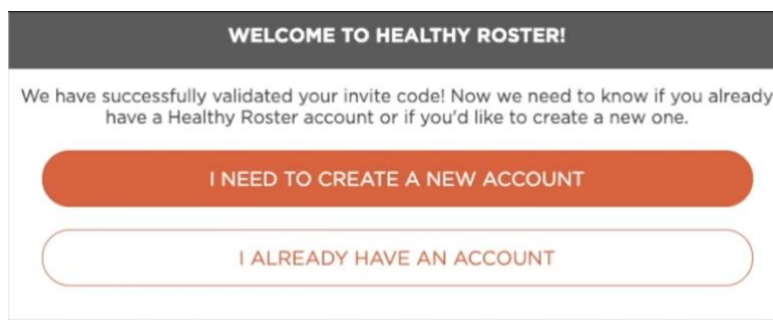 WELCOME TO HEALTHY ROSTER!
We have successfully validated your invite code! Now we need to know if you already
have a Healthy Roster account or if you'd like to create a new one.
I NEED TO CREATE A NEW ACCOUNT
I ALREADY HAVE AN ACCOUNT